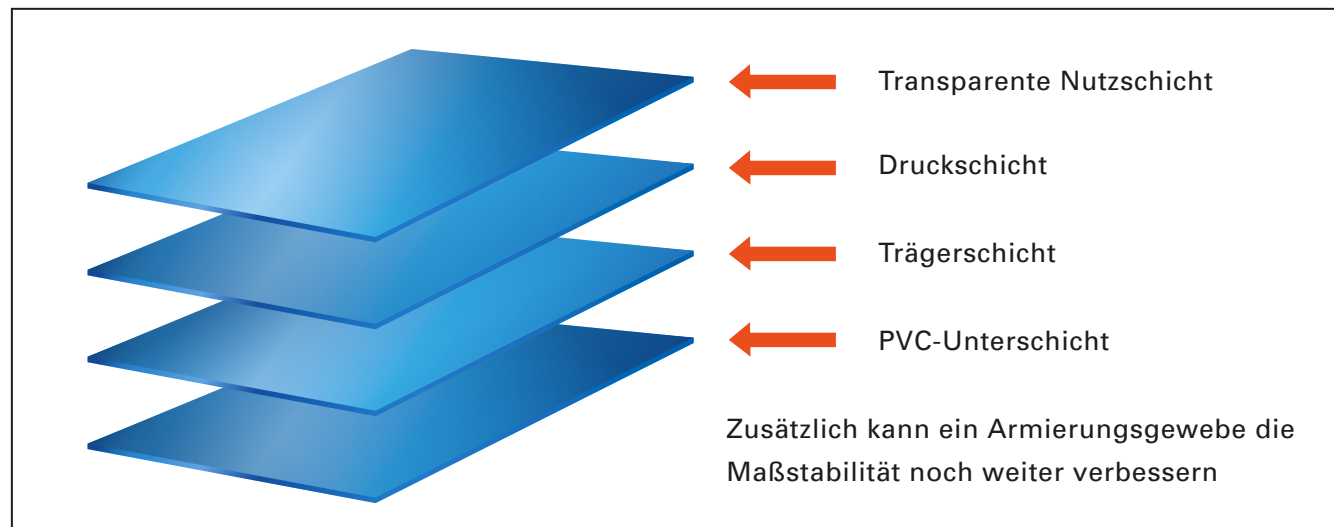 Transparente Nutzschicht
Druckschicht
Trägerschicht
PVC-Unterschicht
Zusätzlich kann ein Armierungsgewebe die
Maßstabilität noch weiter verbessern